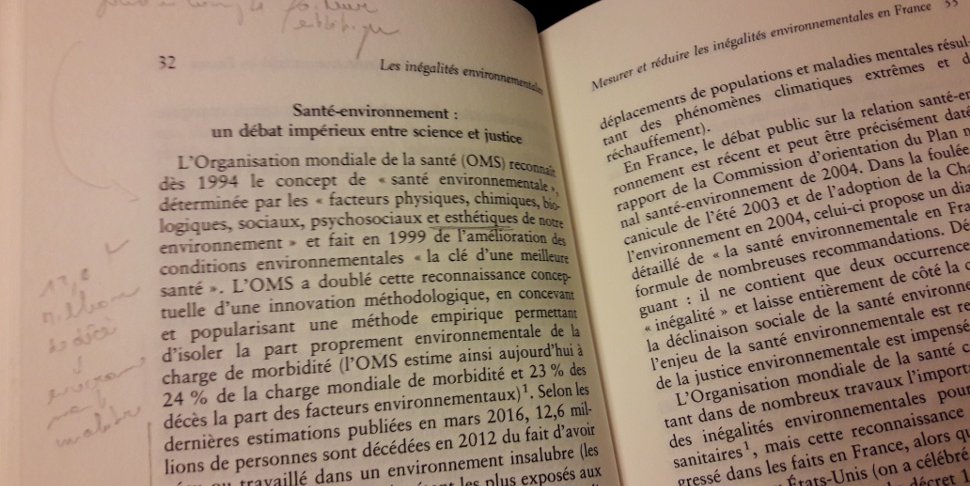 32
Les inégalités environnementales
Santé-environnement :
un débat impérieux entre science et justice
L'Organisation mondiale de la santé (OMS) reconnaît
dès 1994 le concept de « santé environnementale »,
déterminée par les « facteurs physiques, chimiques, bio-
logiques, sociaux, psychosociaux et esthétiques de notre
environnement » et fait en 1999 de l'amélioration des
conditions environnementales « la clé d'une meilleure
santé ». L'OMS a doublé cette reconnaissance concep-
tuelle d'une innovation méthodologique, en concevant
et popularisant une méthode empirique permettant
d'isoler la part proprement environnementale de la
charge de morbidité (l'OMS estime ainsi aujourd'hui à
24 % de la charge mondiale de morbidité et 23 % des
décès la part des facteurs environnementaux)¹. Selon les
dernières estimations publiées en mars 2016, 12,6 mil-
lions de personnes sont décédées en 2012 du fait d'avoir
ou travaillé dans un environnement insalubre (les
les plus exposés aux
Mesurer et réduire les inégalités environnementales en France 33
déplacements de populations et maladies mentales résul-
tant des phénomènes climatiques extrêmes et d
réchauffement).
En France, le débat public sur la relation santé-e
ronnement est récent et peut être précisément daté
rapport de la Commission d'orientation du Plan n
nal santé-environnement de 2004. Dans la foulée
canicule de l'été 2003 et de l'adoption de la Cha
l'environnement en 2004, celui-ci propose un dia
détaillé de « la santé environnementale en Fra
formule de nombreuses recommandations. Dé
guant : il ne contient que deux occurrenc
« inégalité » et laisse entièrement de côté la q
la déclinaison sociale de la santé environne
l'enjeu de la santé environnementale est re
de la justice environnementale est impensé
L'Organisation mondiale de la santé c
tant dans de nombreux travaux l'import
des inégalités environnementales pou
sanitaires¹, mais cette reconnaissance
gressé dans les faits en France, alors q
États-Unis (on a célébré
décret 1